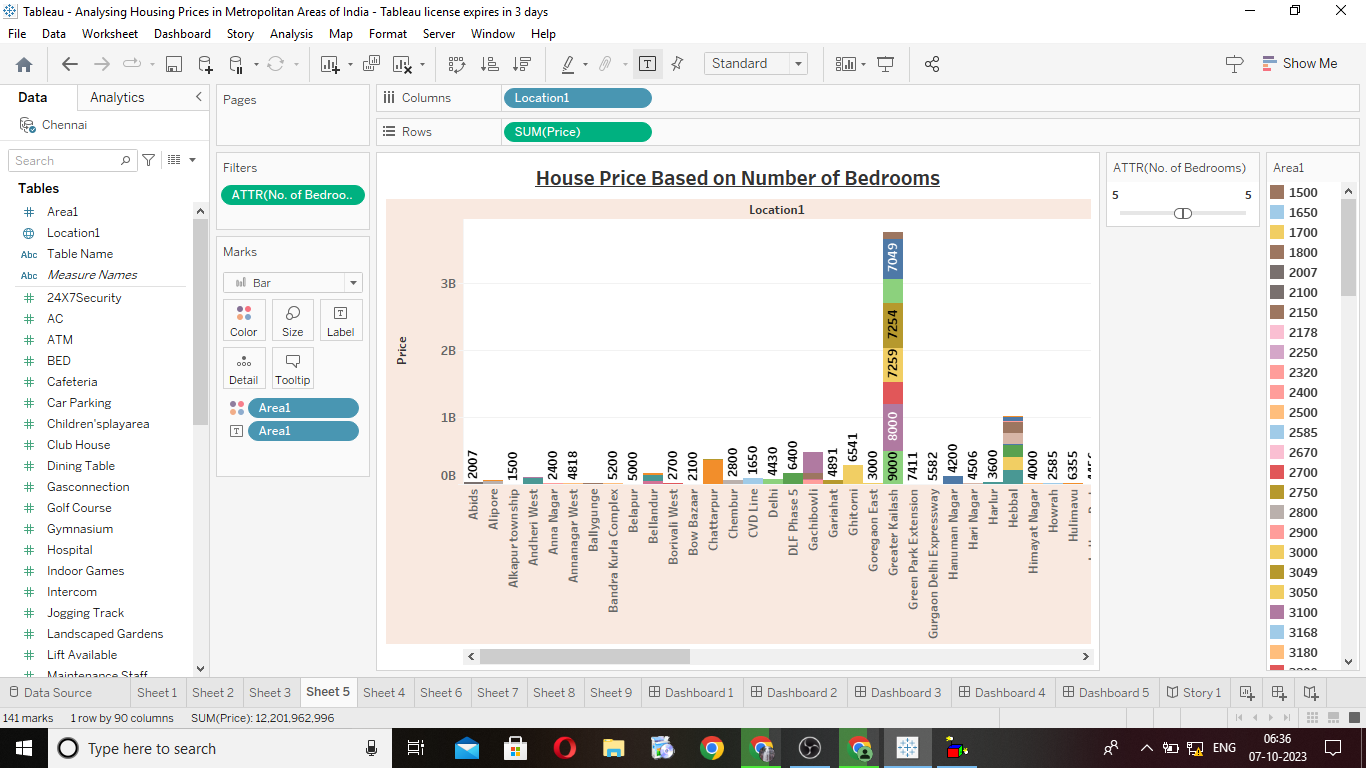 Tableau - Analysing Housing Prices in Metropolitan Areas of India - Tableau license expires in 3 days
File Data Worksheet Dashboard Story Analysis Map Format Server Window Help
Standard
Show Me
Data Analytics
Chennai
Search
Tables
Area1
Location1
Abc Table Name
Abc Measure Names
24X7Security
AC
ATM
BED
Cafeteria
Car Parking
Children'splayarea
Club House
Dining Table
Gasconnection
Golf Course
Gymnasium
Hospital
Indoor Games
Intercom
Jogging Track
Landscaped Gardens
Lift Available
Maintenance Staff
Pages
Filters
ATTR(No. of Bedroo..
Marks
Bar
Color Size Label
Detail Tooltip
Area1
Area1
Columns Location1
Rows SUM(Price)
House Price Based on Number of Bedrooms
Location1
Price
3B
2B
1B
0B
2007
1500
2400
4818
5200
5000
2700
2100
2800
1650
4430
6400
4891
6541
3000
7049
7254
7259
8000
9000
7411
5582
4200
4506
3600
4000
2585
6355
Abids
Alipore
Alkapur township
Andheri West
Anna Nagar
Annanagar West
Ballygunge
Bandra Kurla Complex
Belapur
Bellandur
Borivali West
Bow Bazaar
Chattarpur
Chembur
CVD Line
Delhi
DLF Phase 5
Gachibowli
Gariahat
Ghitorni
Goregaon East
Greater Kailash
Green Park Extension
Gurgaon Delhi Expressway
Hanuman Nagar
Hari Nagar
Harlur
Hebbal
Himayat Nagar
Howrah
Hulimavu
ATTR(No. of Bedrooms)
5 5
Area1
1500
1650
1700
1800
2007
2100
2150
2178
2250
2320
2400
2500
2585
2670
2700
2750
2800
2900
3000
3049
3050
3100
3168
3180
Data Source Sheet 1 Sheet 2 Sheet 3 Sheet 5 Sheet 4 Sheet 6 Sheet 7 Sheet 8 Sheet 9 Dashboard 1 Dashboard 2 Dashboard 3 Dashboard 4 Dashboard 5 Story 1
141 marks 1 row by 90 columns SUM(Price): 12,201,962,996
Type here to search
ENG
06:36
07-10-2023